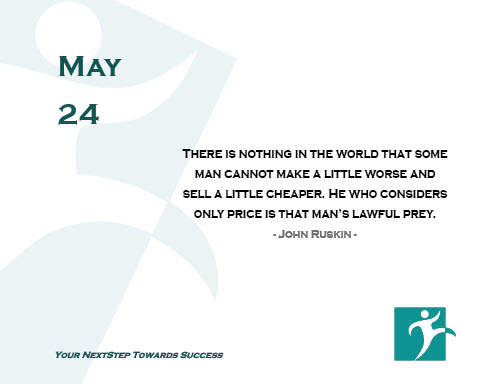 May
24
There is nothing in the world that some
man cannot make a little worse and
sell a little cheaper. He who considers
only price is that man's lawful prey.
- John Ruskin -
Your NextStep Towards Success